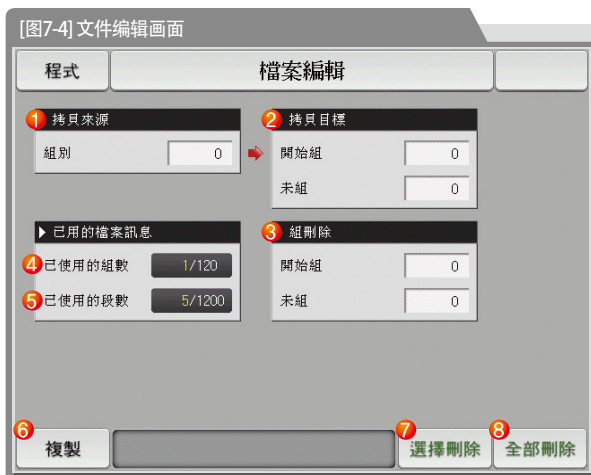 [图7-4] 文件编辑画面
程式
檔案編輯
1 拷貝來源
組別 0
2 拷貝目標
開始組 0
未組 0
▶ 已用的檔案訊息
4 已使用的組數 1/120
5 已使用的段數 5/1200
3 組刪除
開始組 0
未組 0
6 複製
7 選擇刪除
8 全部刪除